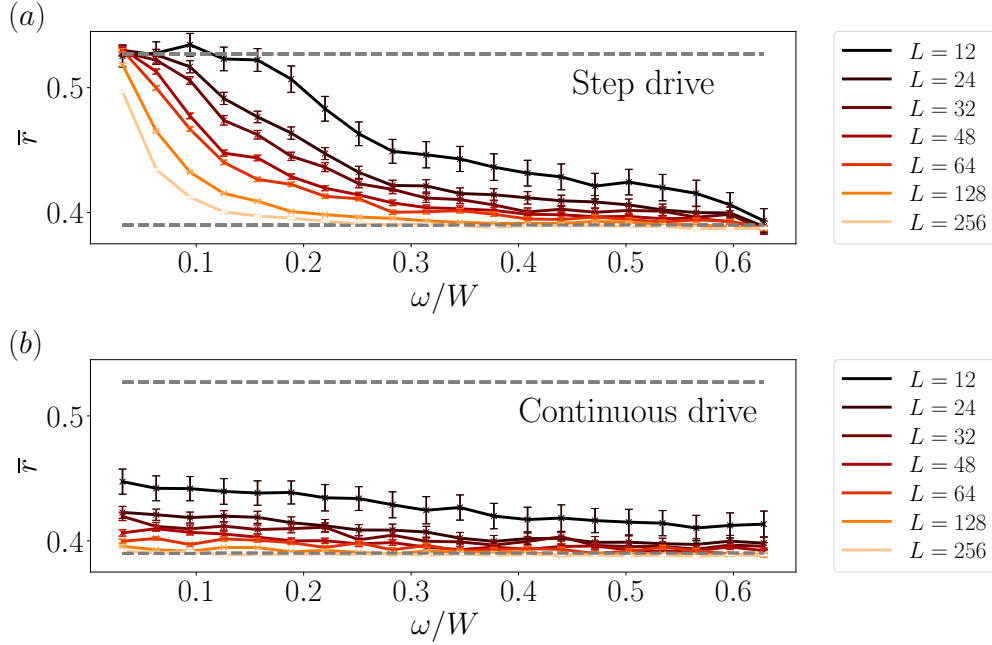 (a)
0.5
0.4
r̅
Step drive
0.1 0.2 0.3 0.4 0.5 0.6
ω/W
L = 12
L = 24
L = 32
L = 48
L = 64
L = 128
L = 256
(b)
0.5
0.4
r̅
Continuous drive
0.1 0.2 0.3 0.4 0.5 0.6
ω/W
L = 12
L = 24
L = 32
L = 48
L = 64
L = 128
L = 256